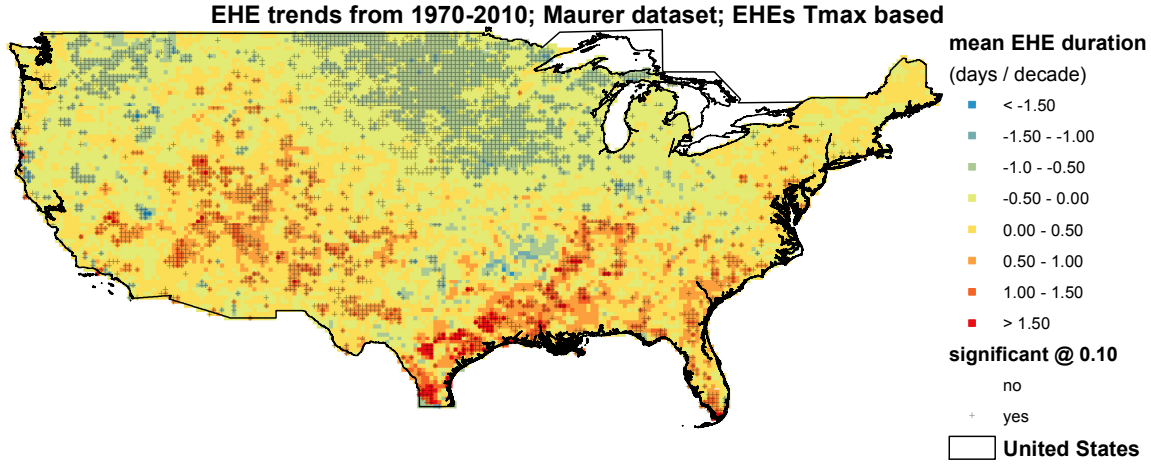 EHE trends from 1970-2010; Maurer dataset; EHEs Tmax based
mean EHE duration
(days / decade)
< -1.50
-1.50 - -1.00
-1.0 - -0.50
-0.50 - 0.00
0.00 - 0.50
0.50 - 1.00
1.00 - 1.50
> 1.50
significant @ 0.10
no
yes
United States